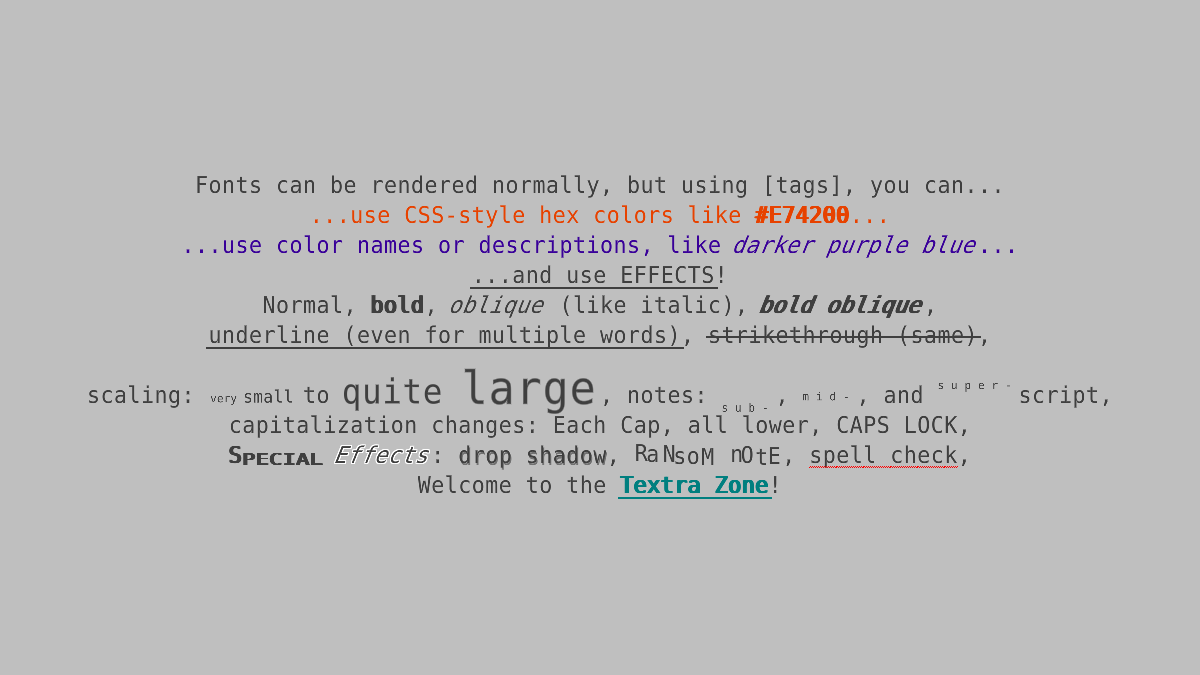 Fonts can be rendered normally, but using [tags], you can...
...use CSS-style hex colors like #E74200...
...use color names or descriptions, like darker purple blue...
...and use EFFECTS!
Normal, bold, oblique (like italic), bold oblique,
underline (even for multiple words), strikethrough (same),
scaling: very small to quite large, notes: sub-, mid-, and super-script,
capitalization changes: Each Cap, all lower, CAPS LOCK,
SPECIAL Effects: drop shadow, RaNsoM nOtE, spell check,
Welcome to the Textra Zone!